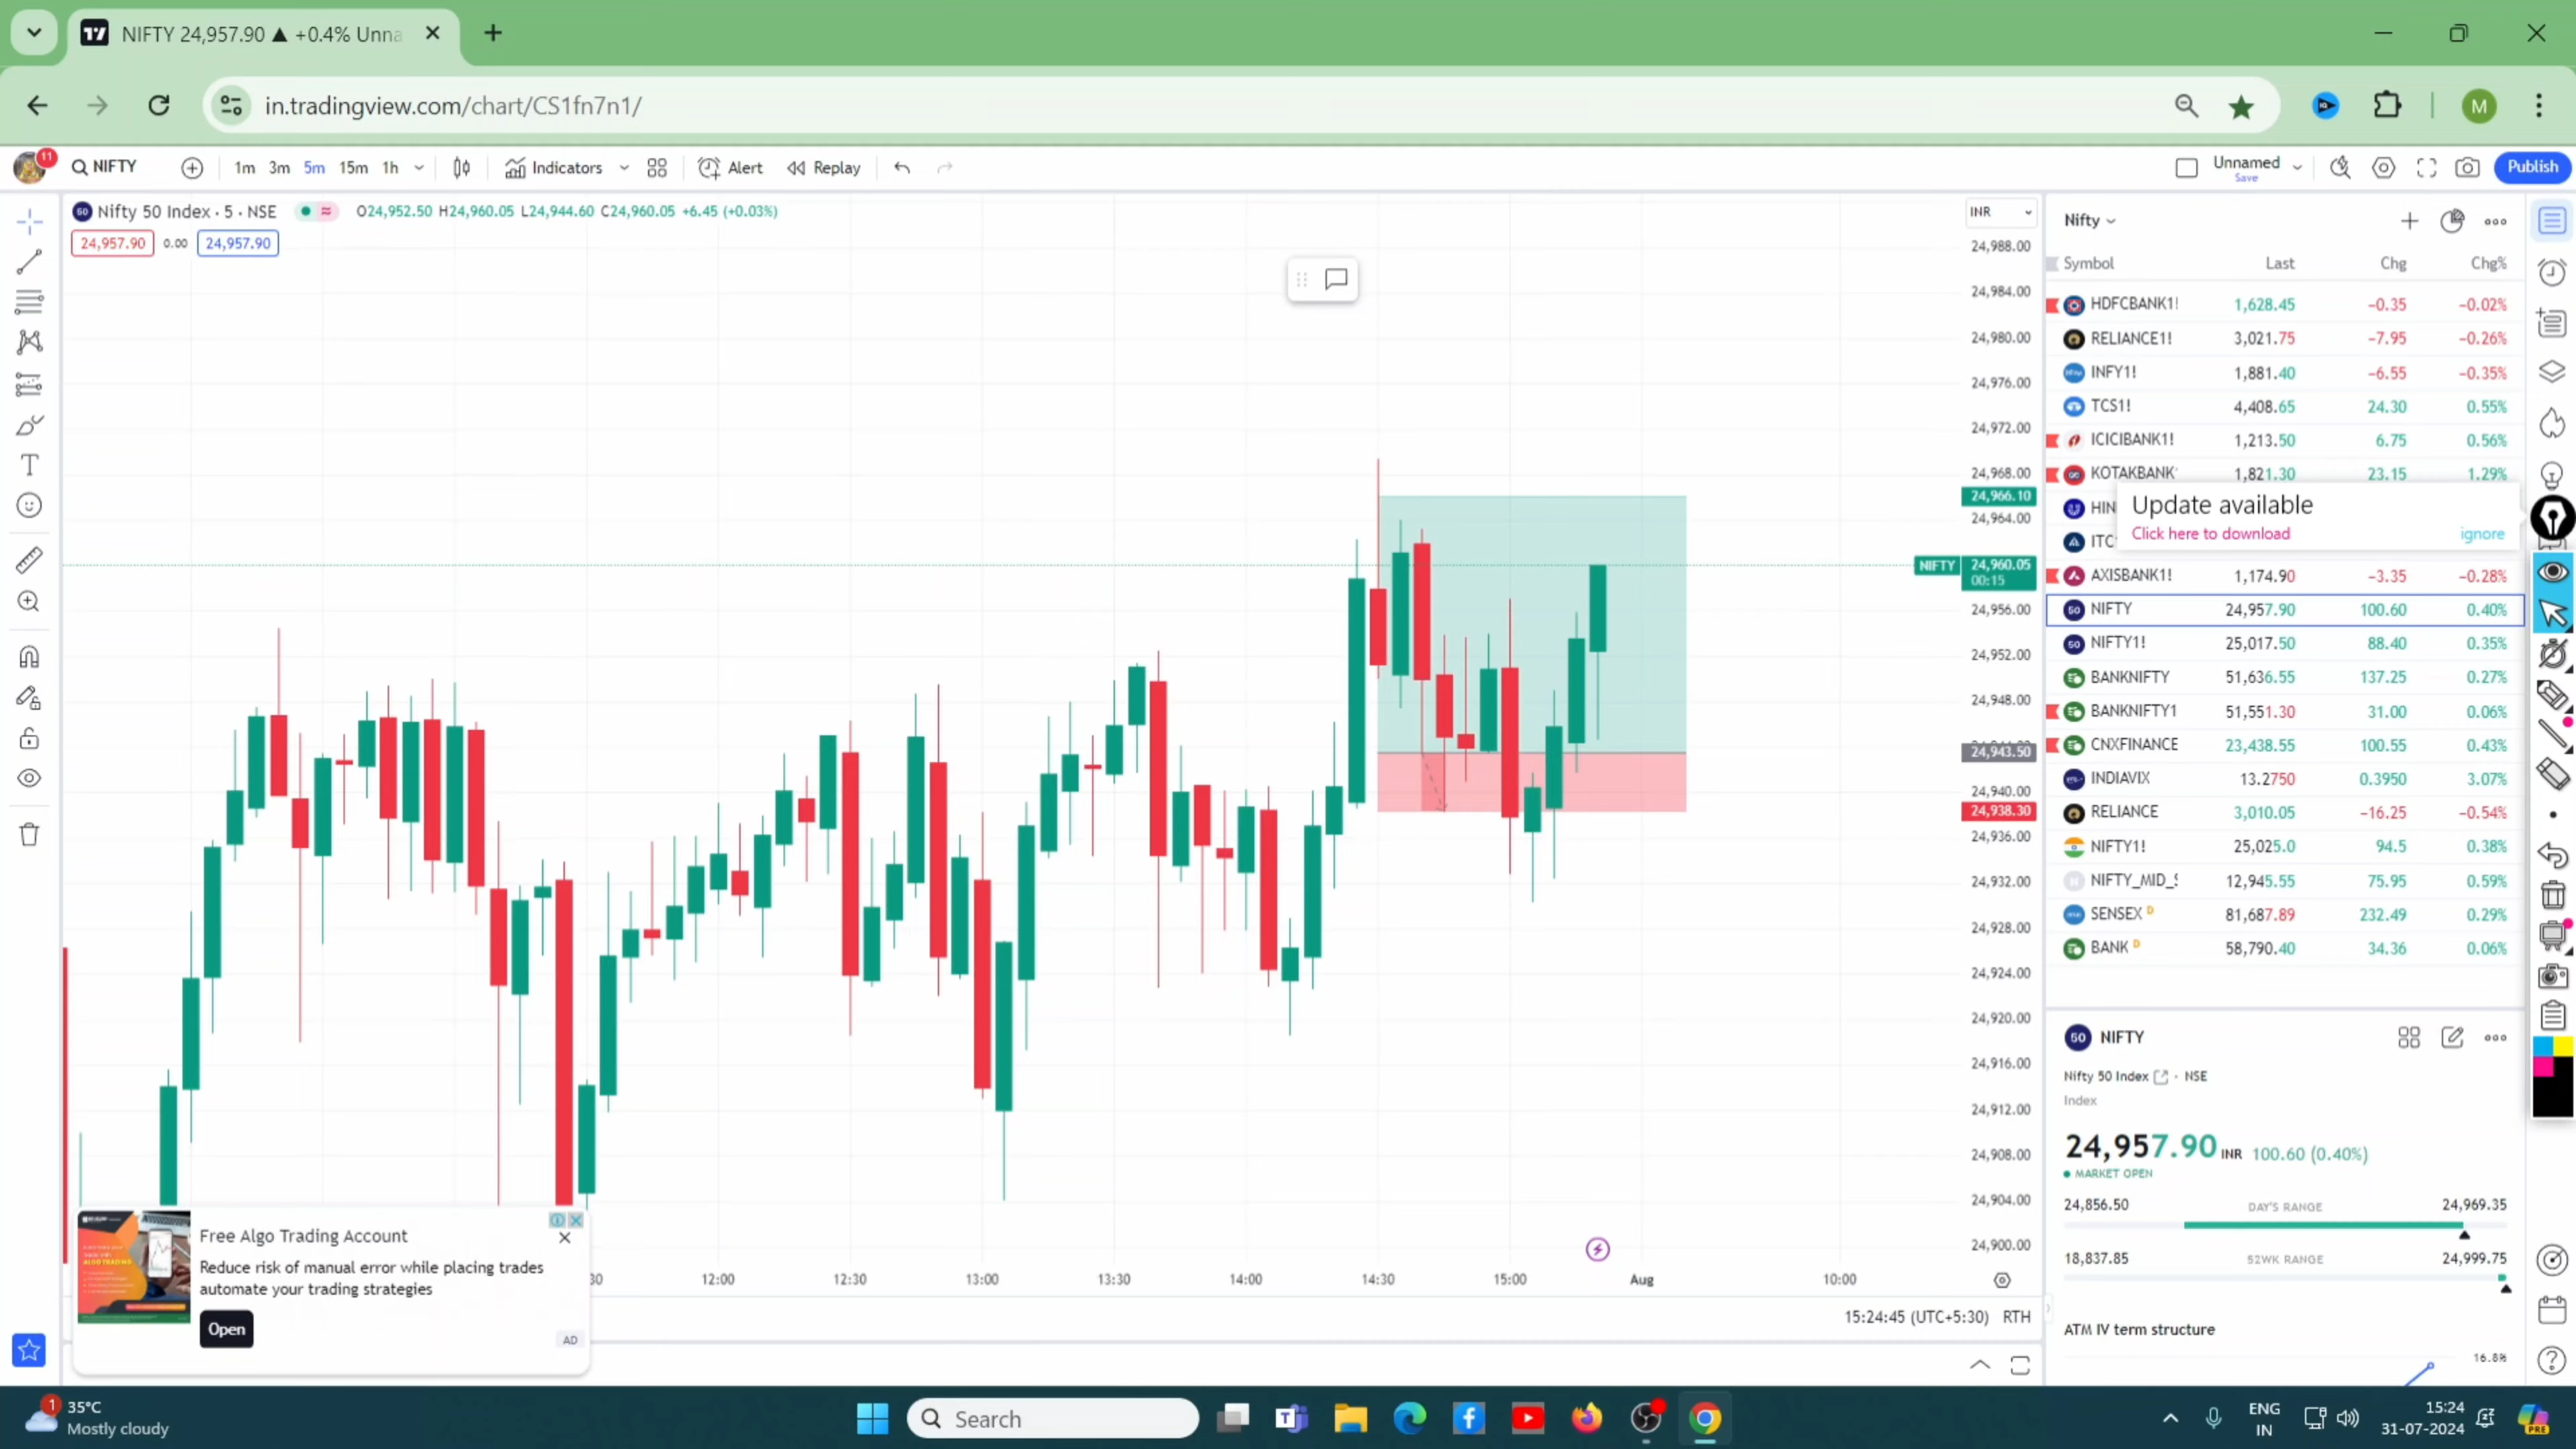 NIFTY 24,957.90 ▲ +0.4% Unna
in.tradingview.com/chart/CS1fn7n1/
M
11
NIFTY
1m 3m 5m 15m 1h
Indicators
Alert
Replay
Unnamed
Save
Publish
Nifty 50 Index · 5 · NSE
O24,952.50 H24,960.05 L24,944.60 C24,960.05 +6.45 (+0.03%)
24,957.90 0.00 24,957.90
INR
24,988.00
24,984.00
24,980.00
24,976.00
24,972.00
24,968.00
24,966.10
24,964.00
NIFTY 24,960.05
00:15
24,956.00
24,952.00
24,948.00
24,943.50
24,940.00
24,938.30
24,936.00
24,932.00
24,928.00
24,924.00
24,920.00
24,916.00
24,912.00
24,908.00
24,904.00
24,900.00
30 12:00 12:30 13:00 13:30 14:00 14:30 15:00 Aug 10:00
15:24:45 (UTC+5:30) RTH
Free Algo Trading Account
Reduce risk of manual error while placing trades
automate your trading strategies
Open
AD
Nifty
Symbol Last Chg Chg%
HDFCBANK1! 1,628.45 −0.35 −0.02%
RELIANCE1! 3,021.75 −7.95 −0.26%
INFY1! 1,881.40 −6.55 −0.35%
TCS1! 4,408.65 24.30 0.55%
ICICIBANK1! 1,213.50 6.75 0.56%
KOTAKBANK 1,821.30 23.15 1.29%
HIN
ITC
Update available
Click here to download ignore
AXISBANK1! 1,174.90 −3.35 −0.28%
NIFTY 24,957.90 100.60 0.40%
NIFTY1! 25,017.50 88.40 0.35%
BANKNIFTY 51,636.55 137.25 0.27%
BANKNIFTY1 51,551.30 31.00 0.06%
CNXFINANCE 23,438.55 100.55 0.43%
INDIAVIX 13.2750 0.3950 3.07%
RELIANCE 3,010.05 −16.25 −0.54%
NIFTY1! 25,025.0 94.5 0.38%
NIFTY_MID_S 12,945.55 75.95 0.59%
SENSEX D 81,687.89 232.49 0.29%
BANK D 58,790.40 34.36 0.06%
50 NIFTY
Nifty 50 Index · NSE
Index
24,957.90 INR 100.60 (0.40%)
MARKET OPEN
24,856.50 DAY'S RANGE 24,969.35
18,837.85 52WK RANGE 24,999.75
ATM IV term structure
16.8%
1
35°C
Mostly cloudy
Search
ENG
IN
15:24
31-07-2024
PRE